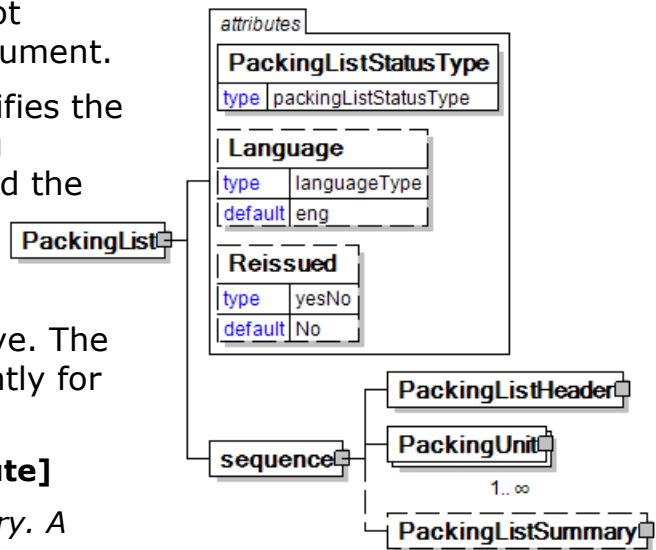 ot
ument.
ifies the
d the
ve. The
ntly for
ute]
ry. A
attributes
PackingListStatusType
type packingListStatusType
Language
type languageType
default eng
Reissued
type yesNo
default No
PackingList
sequence
PackingListHeader
PackingUnit
1.. ∞
PackingListSummary